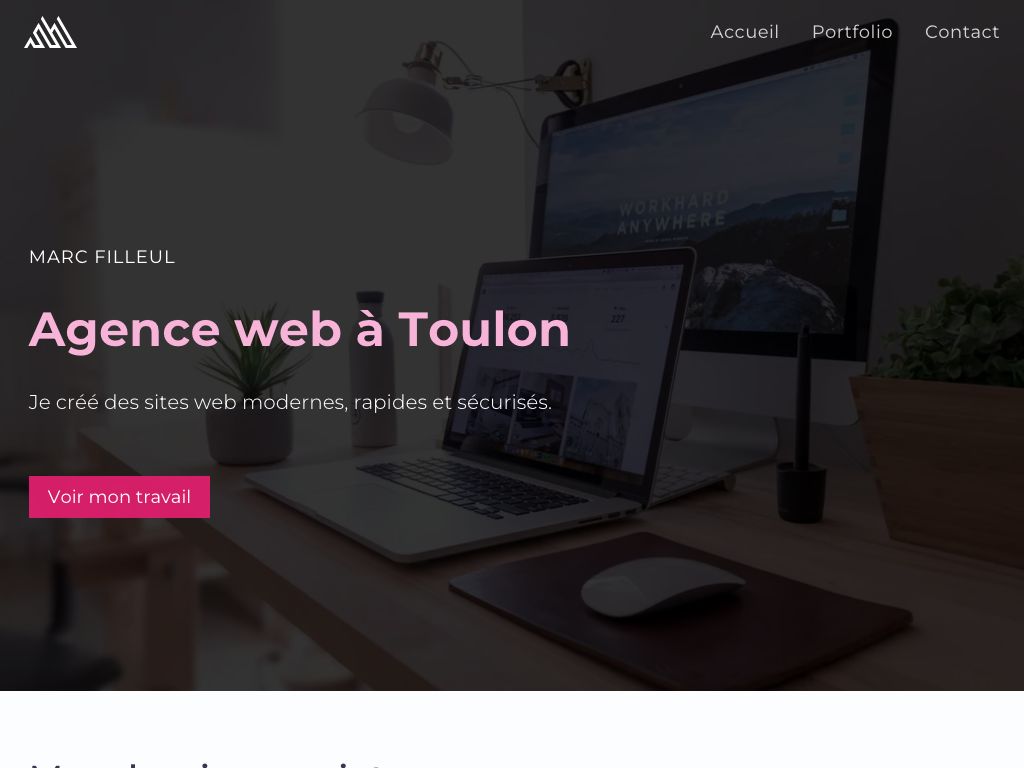 Accueil Portfolio Contact
WORKHARD
ANYWHERE
MARC FILLEUL
Agence web à Toulon
Je créé des sites web modernes, rapides et sécurisés.
Voir mon travail